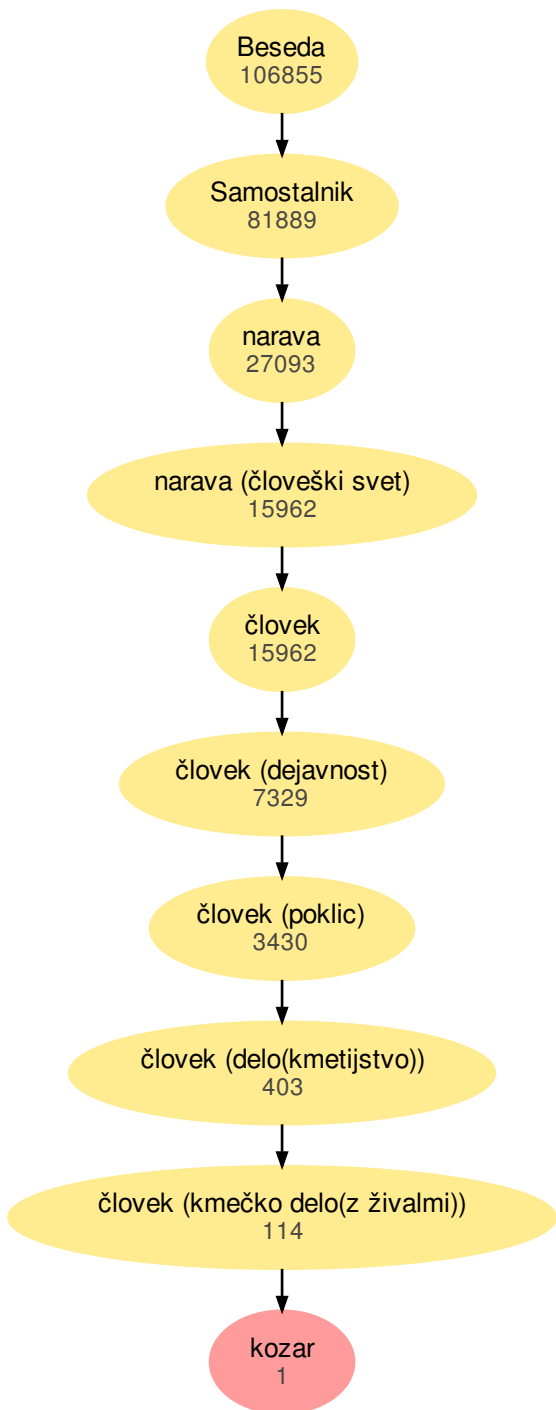 Beseda
106855
Samostalnik
81889
narava
27093
narava (človeški svet)
15962
človek
15962
človek (dejavnost)
7329
človek (poklic)
3430
človek (delo(kmetijstvo))
403
človek (kmečko delo(z živalmi))
114
kozar
1